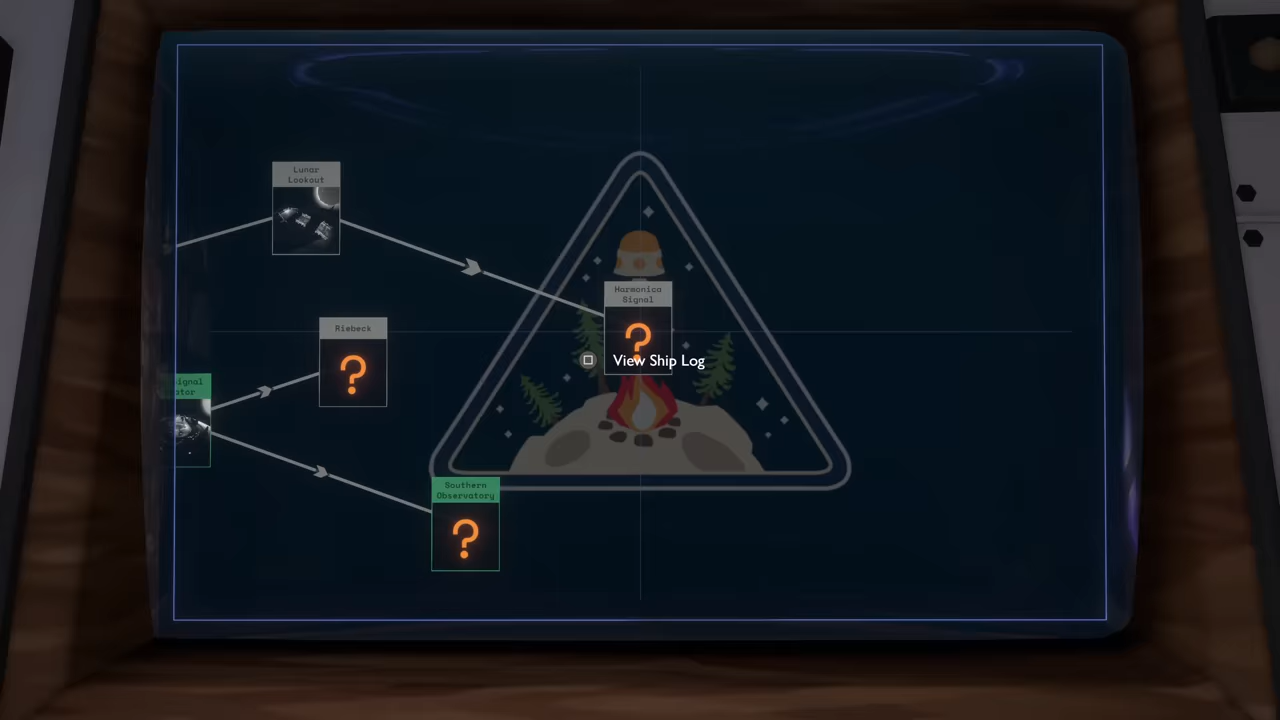 Lunar
Lookout
Harmonica
Signal
Riebeck
?
?
View Ship Log
Southern
Observatory
?